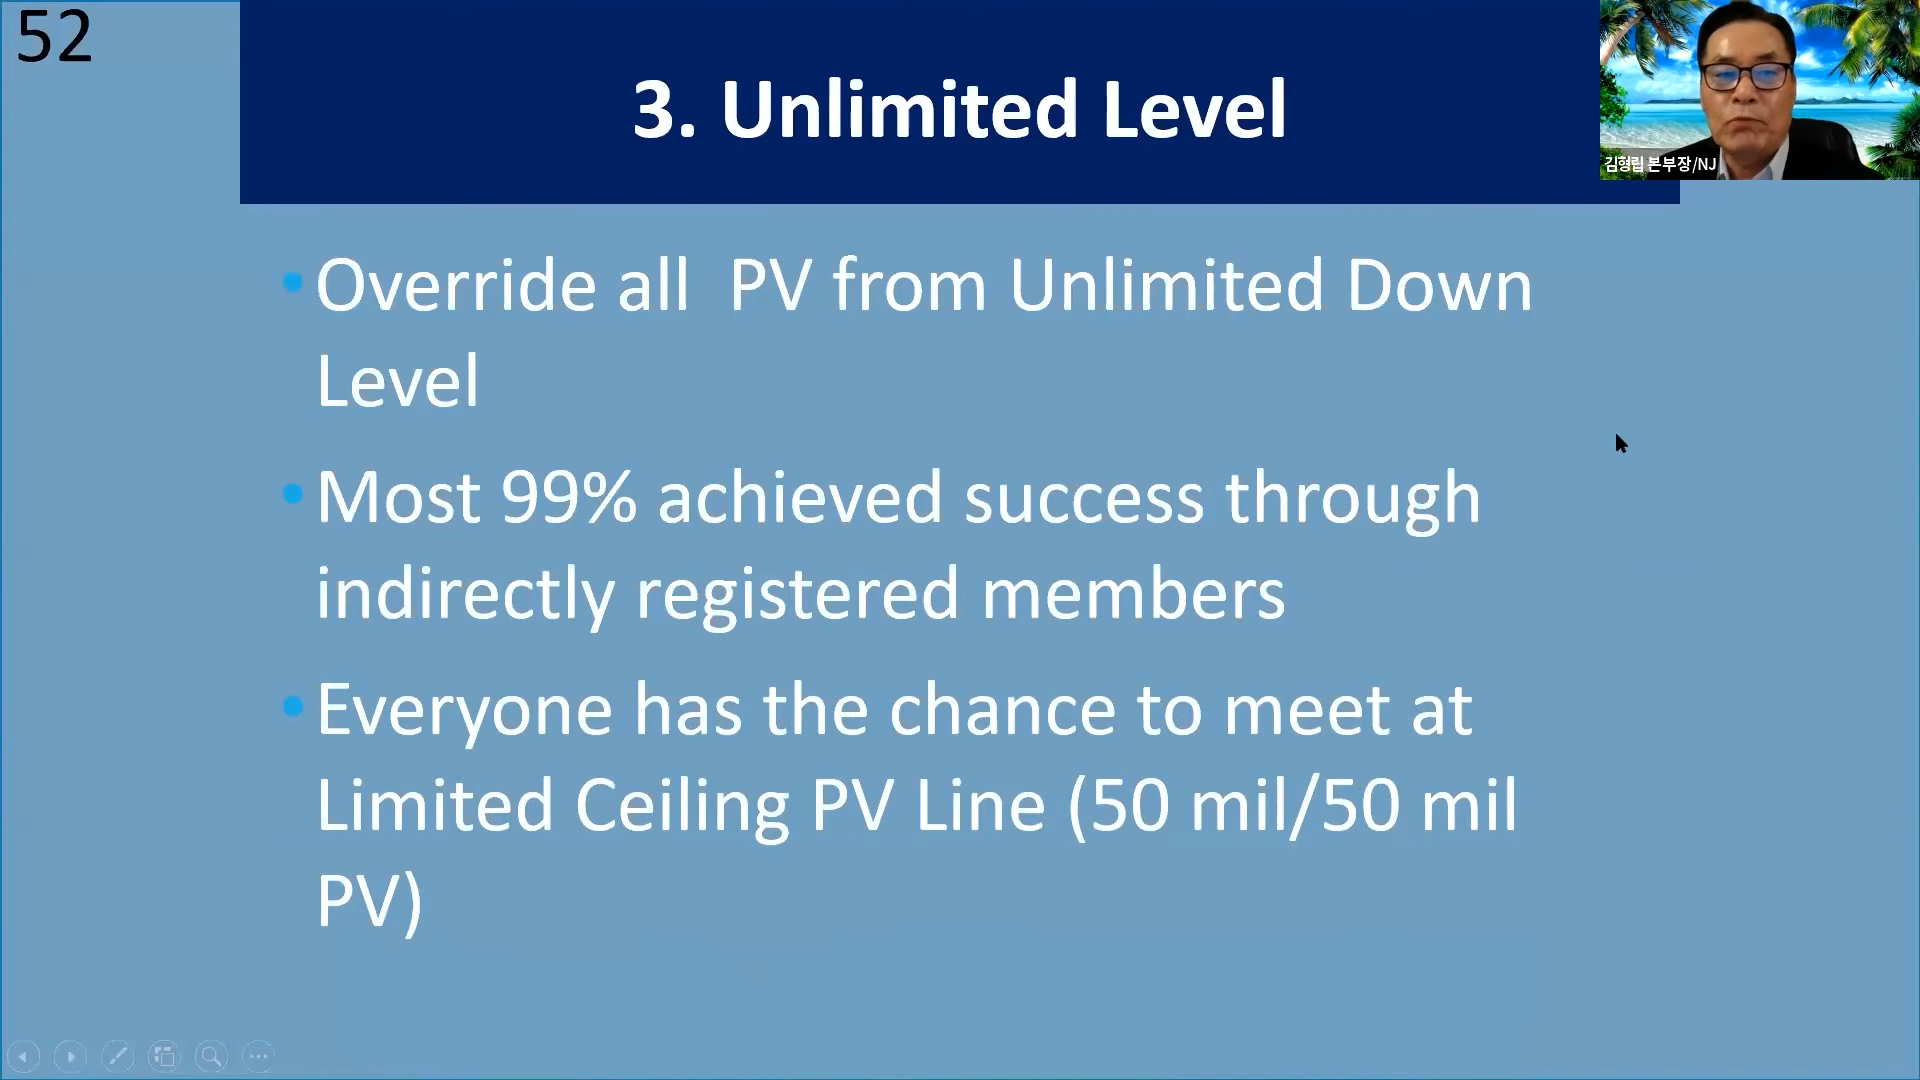 52
3. Unlimited Level
김형립 본부장/NJ
• Override all  PV from Unlimited Down
Level
• Most 99% achieved success through
indirectly registered members
• Everyone has the chance to meet at
Limited Ceiling PV Line (50 mil/50 mil
PV)